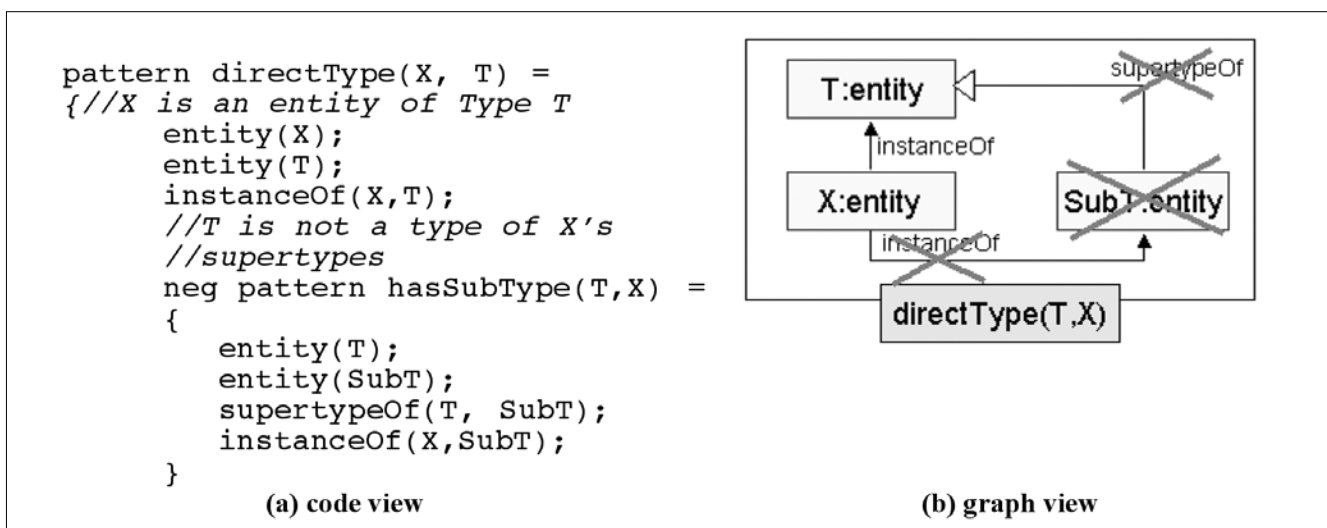 pattern directType(X, T) =
{//X is an entity of Type T
entity(X);
entity(T);
instanceOf(X,T);
//T is not a type of X's
//supertypes
neg pattern hasSubType(T,X) =
{
entity(T);
entity(SubT);
supertypeOf(T, SubT);
instanceOf(X,SubT);
}
(a) code view
supertypeOf
T:entity
instanceOf
X:entity
SubT:entity
instanceOf
directType(T,X)
(b) graph view